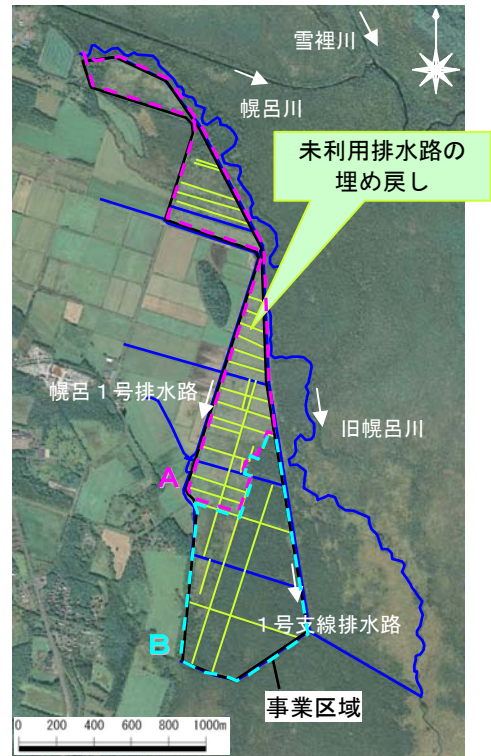 雪裡川
幌呂川
未利用排水路の
埋め戻し
幌呂１号排水路
旧幌呂川
A
１号支線排水路
B
事業区域
0 200 400 600 800 1000m